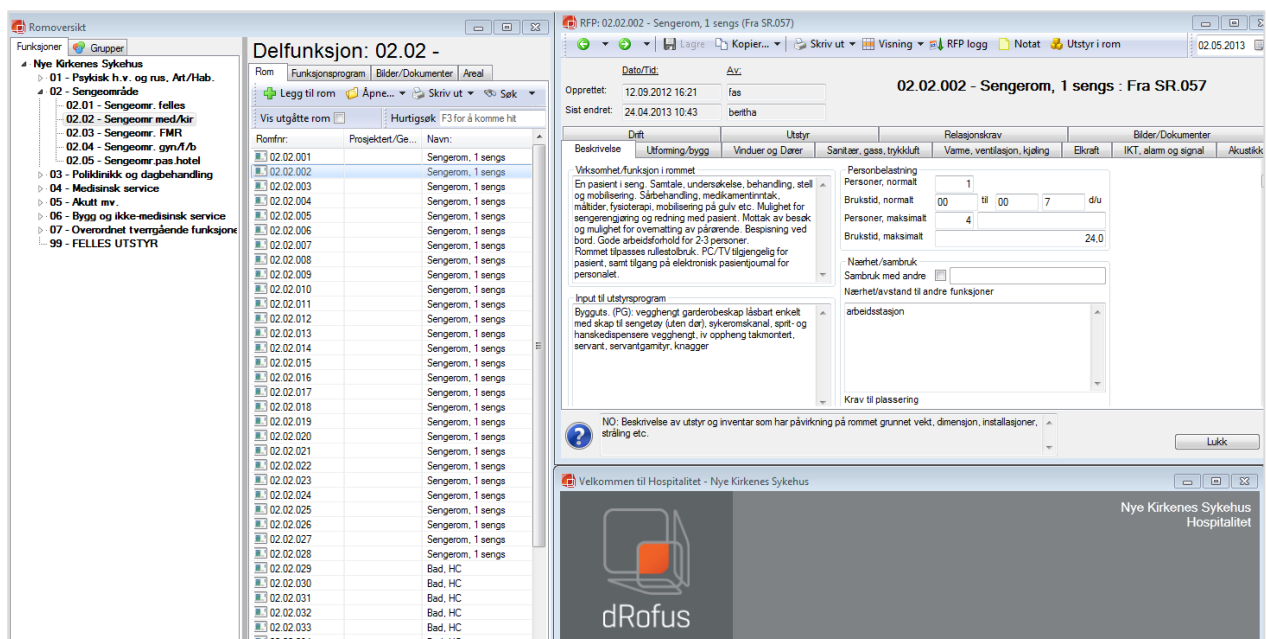 Romoversikt
Funksjoner Grupper
Nye Kirkenes Sykehus
01 - Psykisk h.v. og rus, Art/Hab.
02 - Sengeområde
02.01 - Sengeomr. felles
02.02 - Sengeomr med/kir
02.03 - Sengeomr. FMR
02.04 - Sengeomr. gyn/f/b
02.05 - Sengeomr.pas.hotel
03 - Poliklinikk og dagbehandling
04 - Medisinsk service
05 - Akutt mv.
06 - Bygg og ikke-medisinsk service
07 - Overordnet tverrgående funksjone
99 - FELLES UTSTYR
Delfunksjon: 02.02 -
Rom Funksjonsprogram Bilder/Dokumenter Areal
Legg til rom Åpne... Skriv ut Søk
Vis utgåtte rom Hurtigsøk F3 for å komme hit
Romfnr: Prosjektert/Ge... Navn:
02.02.001 Sengerom, 1 sengs
02.02.002 Sengerom, 1 sengs
02.02.003 Sengerom, 1 sengs
02.02.004 Sengerom, 1 sengs
02.02.005 Sengerom, 1 sengs
02.02.006 Sengerom, 1 sengs
02.02.007 Sengerom, 1 sengs
02.02.008 Sengerom, 1 sengs
02.02.009 Sengerom, 1 sengs
02.02.010 Sengerom, 1 sengs
02.02.011 Sengerom, 1 sengs
02.02.012 Sengerom, 1 sengs
02.02.013 Sengerom, 1 sengs
02.02.014 Sengerom, 1 sengs
02.02.015 Sengerom, 1 sengs
02.02.016 Sengerom, 1 sengs
02.02.017 Sengerom, 1 sengs
02.02.018 Sengerom, 1 sengs
02.02.019 Sengerom, 1 sengs
02.02.020 Sengerom, 1 sengs
02.02.021 Sengerom, 1 sengs
02.02.022 Sengerom, 1 sengs
02.02.023 Sengerom, 1 sengs
02.02.024 Sengerom, 1 sengs
02.02.025 Sengerom, 1 sengs
02.02.026 Sengerom, 1 sengs
02.02.027 Sengerom, 1 sengs
02.02.028 Sengerom, 1 sengs
02.02.029 Bad, HC
02.02.030 Bad, HC
02.02.031 Bad, HC
02.02.032 Bad, HC
02.02.033 Bad, HC
RFP: 02.02.002 - Sengerom, 1 sengs (Fra SR.057)
Lagre Kopier... Skriv ut Visning RFP logg Notat Utstyr i rom 02.05.2013
Dato/Tid: Av:
Opprettet: 12.09.2012 16:21 fas
Sist endret: 24.04.2013 10:43 beritha
02.02.002 - Sengerom, 1 sengs : Fra SR.057
Drift Utstyr Relasjonskrav Bilder/Dokumenter
Beskrivelse Utforming/bygg Vinduer og Dører Sanitær, gass, trykkluft Varme, ventilasjon, kjøling Elkraft IKT, alarm og signal Akustikk
Virksomhet/funksjon i rommet
En pasient i seng. Samtale, undersøkelse, behandling, stell
og mobilisering. Sårbehandling, medikamentinntak,
måltider, fysioterapi, mobilisering på gulv etc. Mulighet for
sengerengjøring og redning med pasient. Mottak av besøk
og mulighet for overnatting av pårørende. Bespisning ved
bord. Gode arbeidsforhold for 2-3 personer.
Rommet tilpasses rullestolbruk. PC/TV tilgjengelig for
pasient, samt tilgang på elektronisk pasientjournal for
personalet.
Input til utstyrsprogram
Bygguts. (PG): vegghengt garderobeskap låsbart enkelt
med skap til sengetøy (uten dør), sykeromskanal, sprit- og
hanskedispensere vegghengt, iv oppheng takmontert,
servant, servantgarnityr, knagger
Personbelastning
Personer, normalt 1
Brukstid, normalt 00 til 00 7 d/u
Personer, maksimalt 4
Brukstid, maksimalt 24,0
Nærhet/sambruk
Sambruk med andre
Nærhet/avstand til andre funksjoner
arbeidsstasjon
Krav til plassering
NO: Beskrivelse av utstyr og inventar som har påvirkning på rommet grunnet vekt, dimensjon, installasjoner,
stråling etc.
Lukk
Velkommen til Hospitalitet - Nye Kirkenes Sykehus
Nye Kirkenes Sykehus
Hospitalitet
dRofus